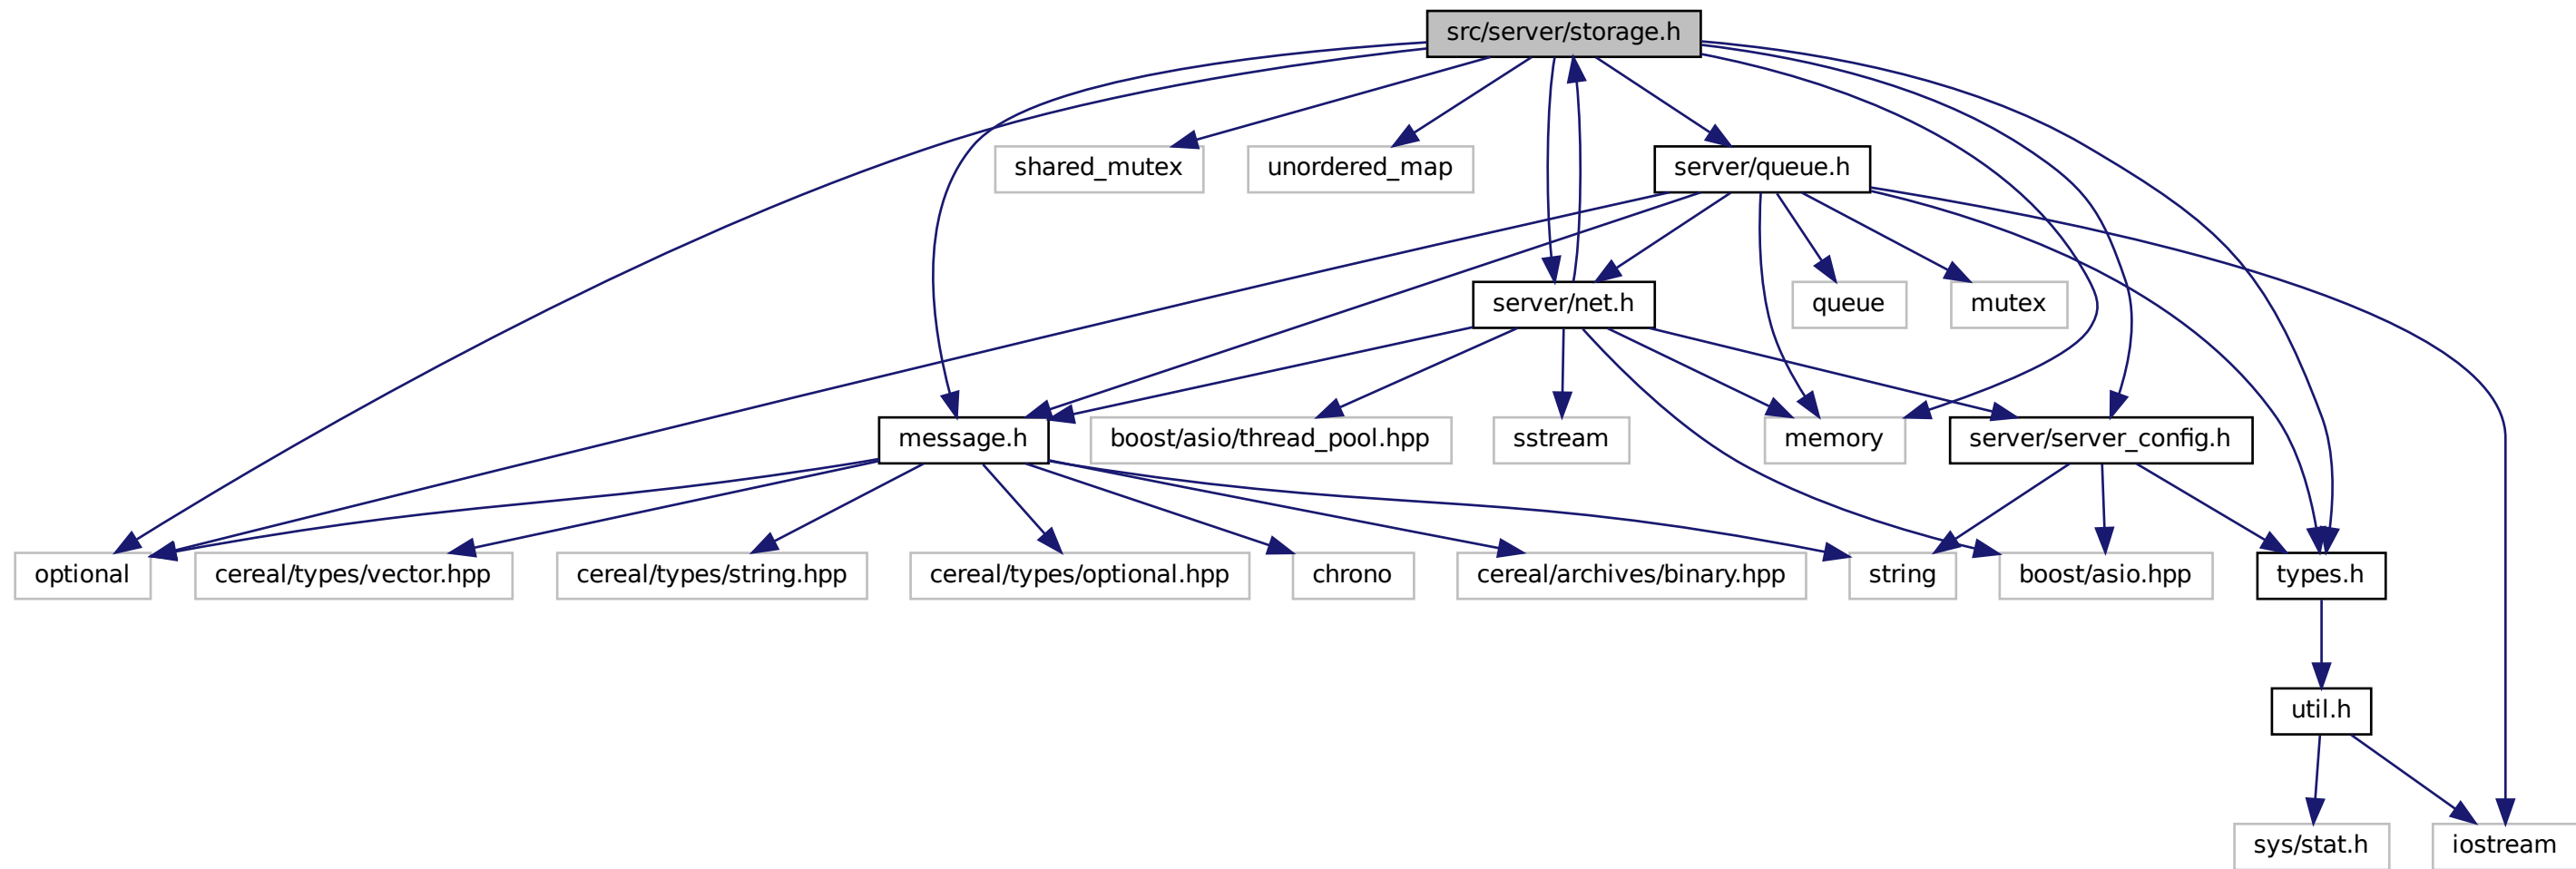 src/server/storage.h
shared_mutex
unordered_map
server/queue.h
server/net.h
queue
mutex
message.h
boost/asio/thread_pool.hpp
sstream
memory
server/server_config.h
optional
cereal/types/vector.hpp
cereal/types/string.hpp
cereal/types/optional.hpp
chrono
cereal/archives/binary.hpp
string
boost/asio.hpp
types.h
util.h
sys/stat.h
iostream